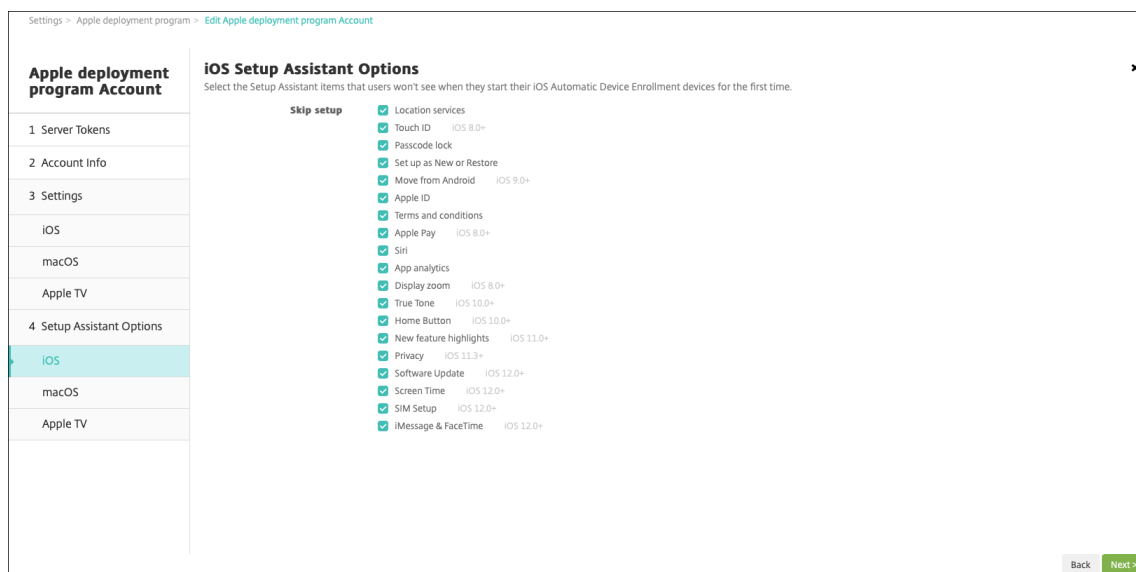 Settings > Apple deployment program > Edit Apple deployment program Account
Apple deployment
program Account
1 Server Tokens
2 Account Info
3 Settings
iOS
macOS
Apple TV
4 Setup Assistant Options
iOS
macOS
Apple TV
iOS Setup Assistant Options
Select the Setup Assistant items that users won't see when they start their iOS Automatic Device Enrollment devices for the first time.
Skip setup
Location services
Touch ID iOS 8.0+
Passcode lock
Set up as New or Restore
Move from Android iOS 9.0+
Apple ID
Terms and conditions
Apple Pay iOS 8.0+
Siri
App analytics
Display zoom iOS 8.0+
True Tone iOS 10.0+
Home Button iOS 10.0+
New feature highlights iOS 11.0+
Privacy iOS 11.3+
Software Update iOS 12.0+
Screen Time iOS 12.0+
SIM Setup iOS 12.0+
iMessage & FaceTime iOS 12.0+
Back Next >